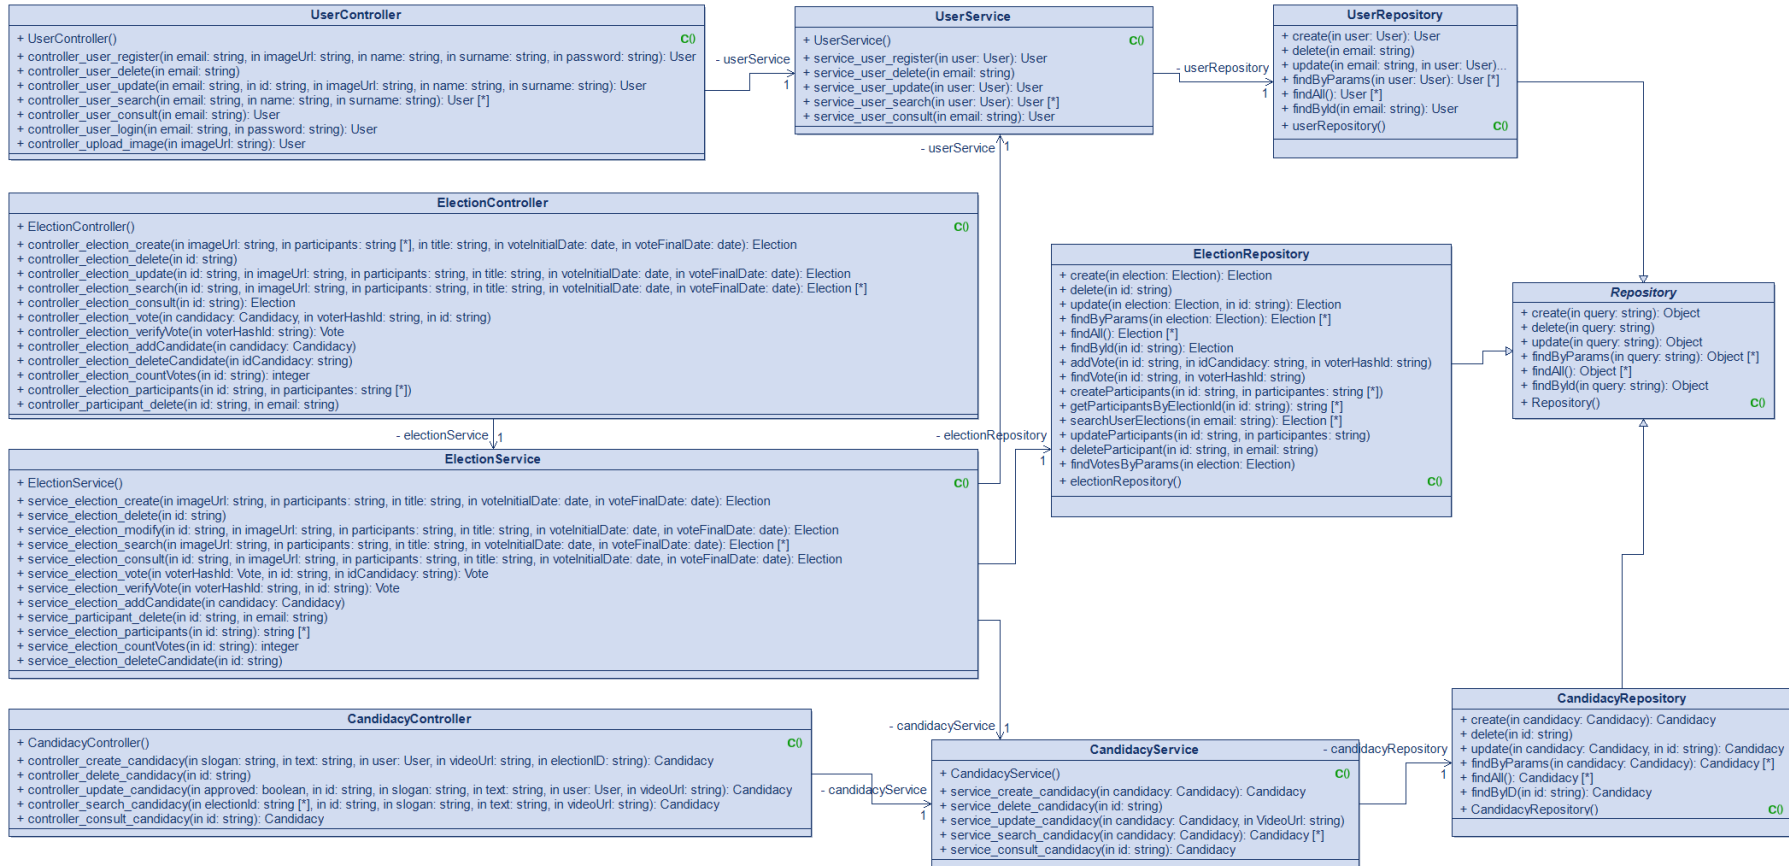 UserController
+ UserController() C()
+ controller_user_register(in email: string, in imageUrl: string, in name: string, in surname: string, in password: string): User
+ controller_user_delete(in email: string)
+ controller_user_update(in email: string, in id: string, in imageUrl: string, in name: string, in surname: string): User
+ controller_user_search(in email: string, in name: string, in surname: string): User [*]
+ controller_user_consult(in email: string): User
+ controller_user_login(in email: string, in password: string): User
+ controller_upload_image(in imageUrl: string): User
- userService
1
UserService
+ UserService() C()
+ service_user_register(in user: User): User
+ service_user_delete(in email: string)
+ service_user_update(in user: User): User
+ service_user_search(in user: User): User [*]
+ service_user_consult(in email: string): User
- userRepository
1
UserRepository
+ create(in user: User): User
+ delete(in email: string)
+ update(in email: string, in user: User)...
+ findByParams(in user: User): User [*]
+ findAll(): User [*]
+ findById(in email: string): User
+ userRepository() C()
- userService 1
ElectionController
+ ElectionController() C()
+ controller_election_create(in imageUrl: string, in participants: string [*], in title: string, in voteInitialDate: date, in voteFinalDate: date): Election
+ controller_election_delete(in id: string)
+ controller_election_update(in id: string, in imageUrl: string, in participants: string, in title: string, in voteInitialDate: date, in voteFinalDate: date): Election
+ controller_election_search(in id: string, in imageUrl: string, in participants: string, in title: string, in voteInitialDate: date, in voteFinalDate: date): Election [*]
+ controller_election_consult(in id: string): Election
+ controller_election_vote(in candidacy: Candidacy, in voterHashId: string, in id: string)
+ controller_election_verifyVote(in voterHashId: string): Vote
+ controller_election_addCandidate(in candidacy: Candidacy)
+ controller_election_deleteCandidate(in idCandidacy: string)
+ controller_election_countVotes(in id: string): integer
+ controller_election_participants(in id: string, in participantes: string [*])
+ controller_participant_delete(in id: string, in email: string)
- electionService 1
ElectionRepository
+ create(in election: Election): Election
+ delete(in id: string)
+ update(in election: Election, in id: string): Election
+ findByParams(in election: Election): Election [*]
+ findAll(): Election [*]
+ findById(in id: string): Election
+ addVote(in id: string, in idCandidacy: string, in voterHashId: string)
+ findVote(in id: string, in voterHashId: string)
+ createParticipants(in id: string, in participantes: string [*])
+ getParticipantsByElectionId(in id: string): string [*]
+ searchUserElections(in email: string): Election [*]
+ updateParticipants(in id: string, in participantes: string)
+ deleteParticipant(in id: string, in email: string)
+ findVotesByParams(in election: Election)
+ electionRepository() C()
Repository
+ create(in query: string): Object
+ delete(in query: string)
+ update(in query: string): Object
+ findByParams(in query: string): Object [*]
+ findAll(): Object [*]
+ findById(in query: string): Object
+ Repository() C()
- electionRepository
1
ElectionService
+ ElectionService() C()
+ service_election_create(in imageUrl: string, in participants: string, in title: string, in voteInitialDate: date, in voteFinalDate: date): Election
+ service_election_delete(in id: string)
+ service_election_modify(in id: string, in imageUrl: string, in participants: string, in title: string, in voteInitialDate: date, in voteFinalDate: date): Election
+ service_election_search(in imageUrl: string, in participants: string, in title: string, in voteInitialDate: date, in voteFinalDate: date): Election [*]
+ service_election_consult(in id: string, in imageUrl: string, in participants: string, in title: string, in voteInitialDate: date, in voteFinalDate: date): Election
+ service_election_vote(in voterHashId: Vote, in id: string, in idCandidacy: string): Vote
+ service_election_verifyVote(in voterHashId: string, in id: string): Vote
+ service_election_addCandidate(in candidacy: Candidacy)
+ service_participant_delete(in id: string, in email: string)
+ service_election_participants(in id: string): string [*]
+ service_election_countVotes(in id: string): integer
+ service_election_deleteCandidate(in id: string)
- candidacyService 1
CandidacyController
+ CandidacyController() C()
+ controller_create_candidacy(in slogan: string, in text: string, in user: User, in videoUrl: string, in electionID: string): Candidacy
+ controller_delete_candidacy(in id: string)
+ controller_update_candidacy(in approved: boolean, in id: string, in slogan: string, in text: string, in user: User, in videoUrl: string): Candidacy
+ controller_search_candidacy(in electionId: string [*], in id: string, in slogan: string, in text: string, in videoUrl: string): Candidacy
+ controller_consult_candidacy(in id: string): Candidacy
- candidacyService
1
CandidacyService
+ CandidacyService() C()
+ service_create_candidacy(in candidacy: Candidacy): Candidacy
+ service_delete_candidacy(in id: string)
+ service_update_candidacy(in candidacy: Candidacy, in VideoUrl: string)
+ service_search_candidacy(in candidacy: Candidacy): Candidacy [*]
+ service_consult_candidacy(in id: string): Candidacy
- candidacyRepository
1
CandidacyRepository
+ create(in candidacy: Candidacy): Candidacy
+ delete(in id: string)
+ update(in candidacy: Candidacy, in id: string): Candidacy
+ findByParams(in candidacy: Candidacy): Candidacy [*]
+ findAll(): Candidacy [*]
+ findByID(in id: string): Candidacy
+ CandidacyRepository() C()